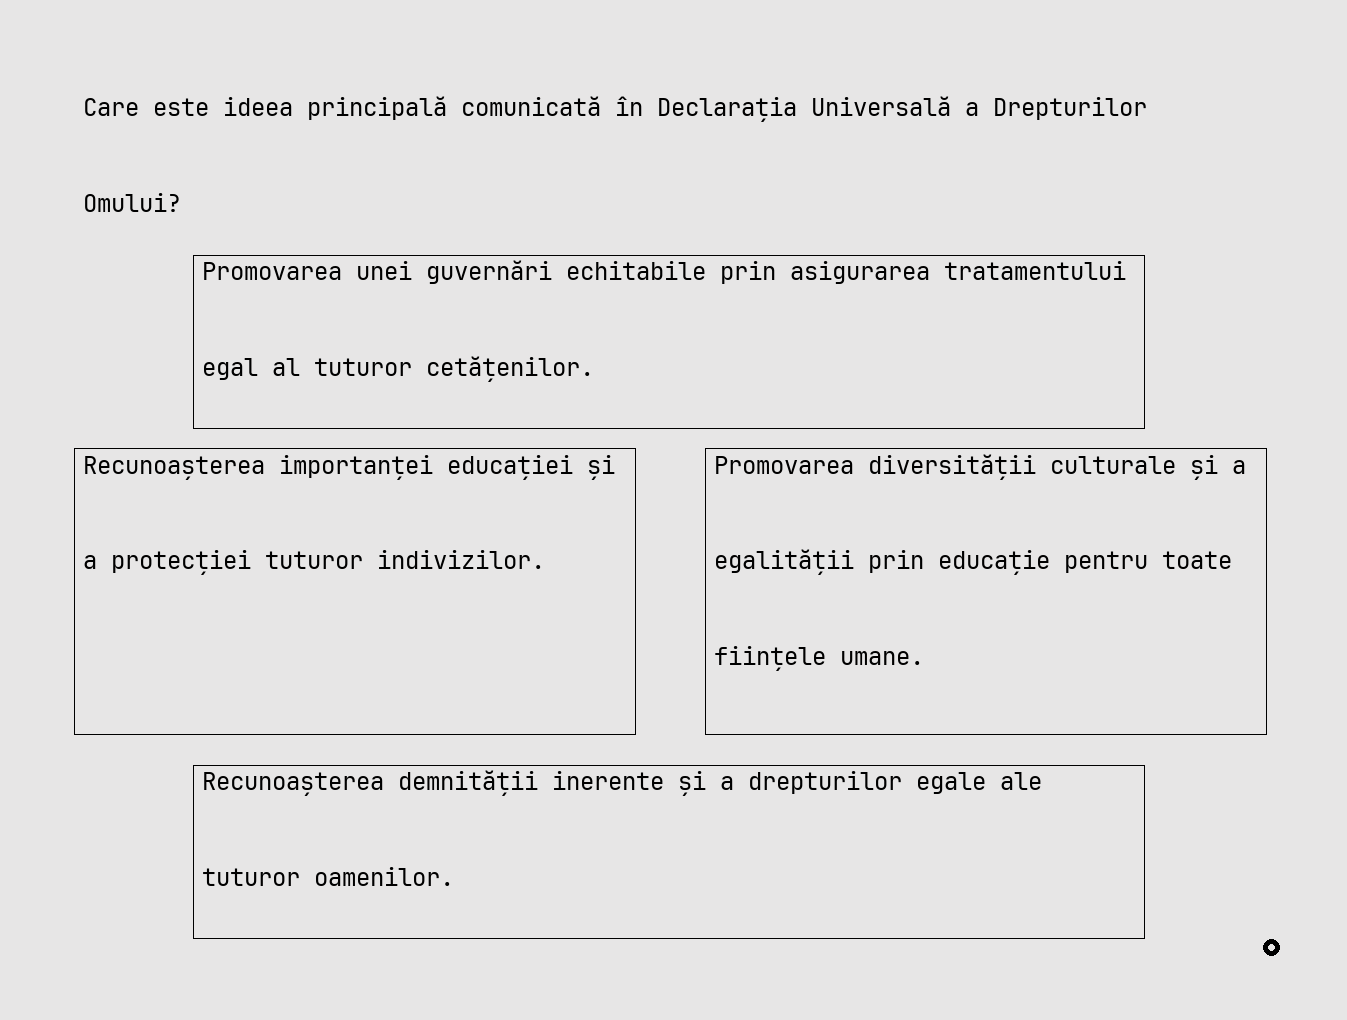 Care este ideea principală comunicată în Declarația Universală a Drepturilor
Omului?
Promovarea unei guvernări echitabile prin asigurarea tratamentului
egal al tuturor cetățenilor.
Recunoașterea importanței educației și
a protecției tuturor indivizilor.
Promovarea diversității culturale și a
egalității prin educație pentru toate
ființele umane.
Recunoașterea demnității inerente și a drepturilor egale ale
tuturor oamenilor.